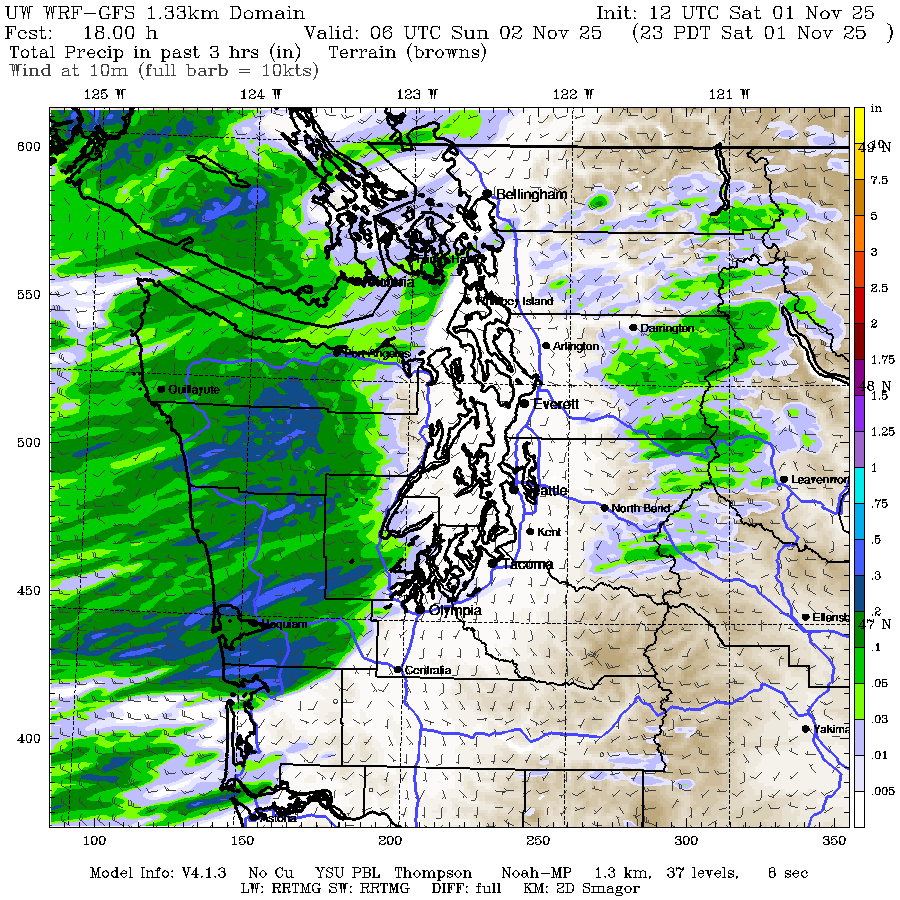 UW WRF-GFS 1.33km Domain Init: 12 UTC Sat 01 Nov 25
Fcst: 18.00 h Valid: 06 UTC Sun 02 Nov 25 (23 PDT Sat 01 Nov 25 )
Total Precip in past 3 hrs (in) Terrain (browns)
Wind at 10m (full barb = 10kts)
125 W 124 W 123 W 122 W 121 W
in
600
Bellingham
7.5
5
3
Victoria
550
Whidbey Island
2.5
Darrington
2
Arlington
Port Angeles
1.75
48 N
Quillayute
1.5
Everett
1.25
500
1
Leavenwor
Seattle
.75
North Bend
Kent
.5
Tacoma
.3
450
Olympia
.2
Ellensb
Hoquiam
47 N
.1
Centralia
.05
.03
Yakima
400
.01
.005
Astoria
100 150 200 250 300 350
Model Info: V4.1.3 No Cu YSU PBL Thompson Noah-MP 1.3 km, 37 levels, 8 sec
LW: RRTMG SW: RRTMG DIFF: full KM: 2D Smagor